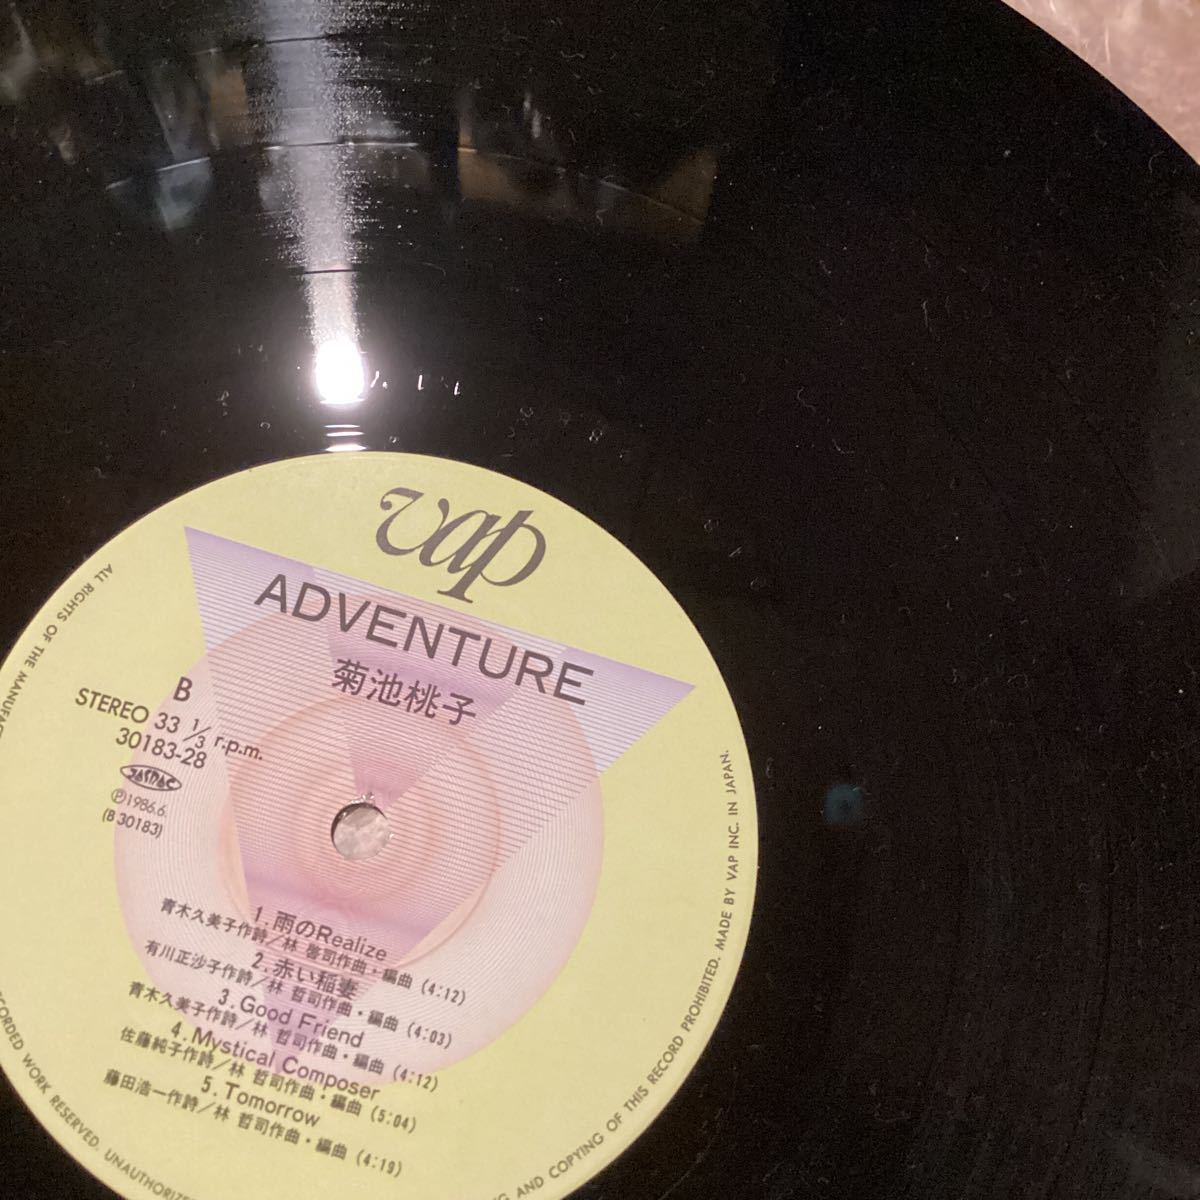 vap
ADVENTURE
菊池桃子
B
STEREO 33 1/3 r.p.m.
30183-28
JASRAC
Ⓟ1986.6.
(B 30183)
1. 雨のRealize
青木久美子作詩/林 哲司作曲・編曲 (4:12)
2. 赤い稲妻
有川正沙子作詩/林 哲司作曲・編曲 (4:03)
3. Good Friend
青木久美子作詩/林 哲司作曲・編曲 (4:12)
4. Mystical Composer
佐藤純子作詩/林 哲司作曲・編曲 (5:04)
5. Tomorrow
藤田浩一作詩/林 哲司作曲・編曲 (4:19)
ALL RIGHTS OF THE
WORK RESERVED. AND COPYING OF THIS RECORD PROHIBITED. MADE BY VAP INC. IN JAPAN.